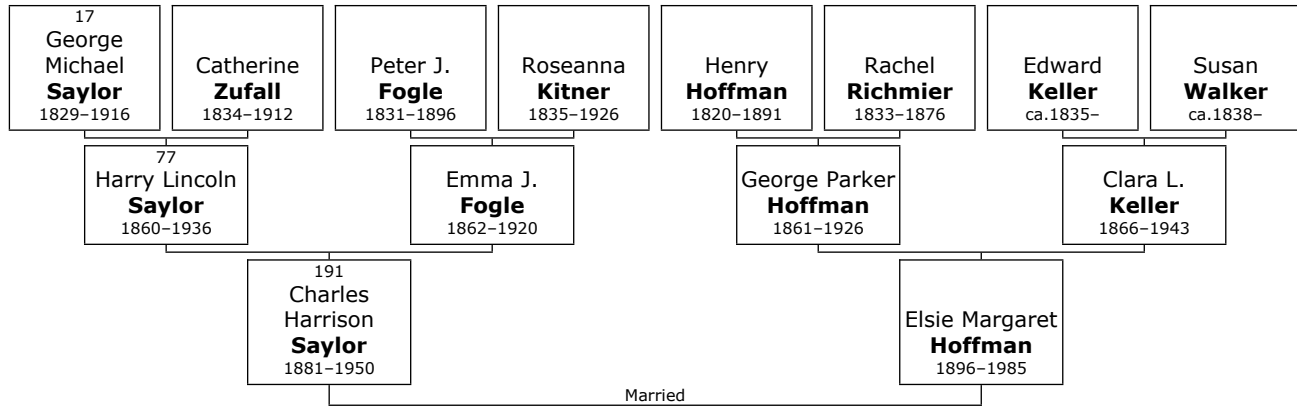 17
George
Michael
Saylor
1829–1916
Catherine
Zufall
1834–1912
Peter J.
Fogle
1831–1896
Roseanna
Kitner
1835–1926
Henry
Hoffman
1820–1891
Rachel
Richmier
1833–1876
Edward
Keller
ca.1835–
Susan
Walker
ca.1838–
77
Harry Lincoln
Saylor
1860–1936
Emma J.
Fogle
1862–1920
George Parker
Hoffman
1861–1926
Clara L.
Keller
1866–1943
191
Charles
Harrison
Saylor
1881–1950
Elsie Margaret
Hoffman
1896–1985
Married